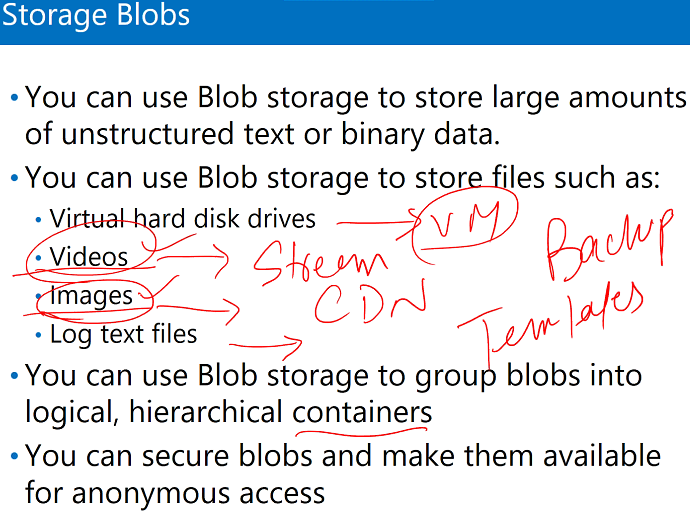 Storage Blobs
• You can use Blob storage to store large amounts
of unstructured text or binary data.
• You can use Blob storage to store files such as:
• Virtual hard disk drives VM
• Videos Streem
• Images CDN
Backup
Templates
• Log text files
• You can use Blob storage to group blobs into
logical, hierarchical containers
• You can secure blobs and make them available
for anonymous access